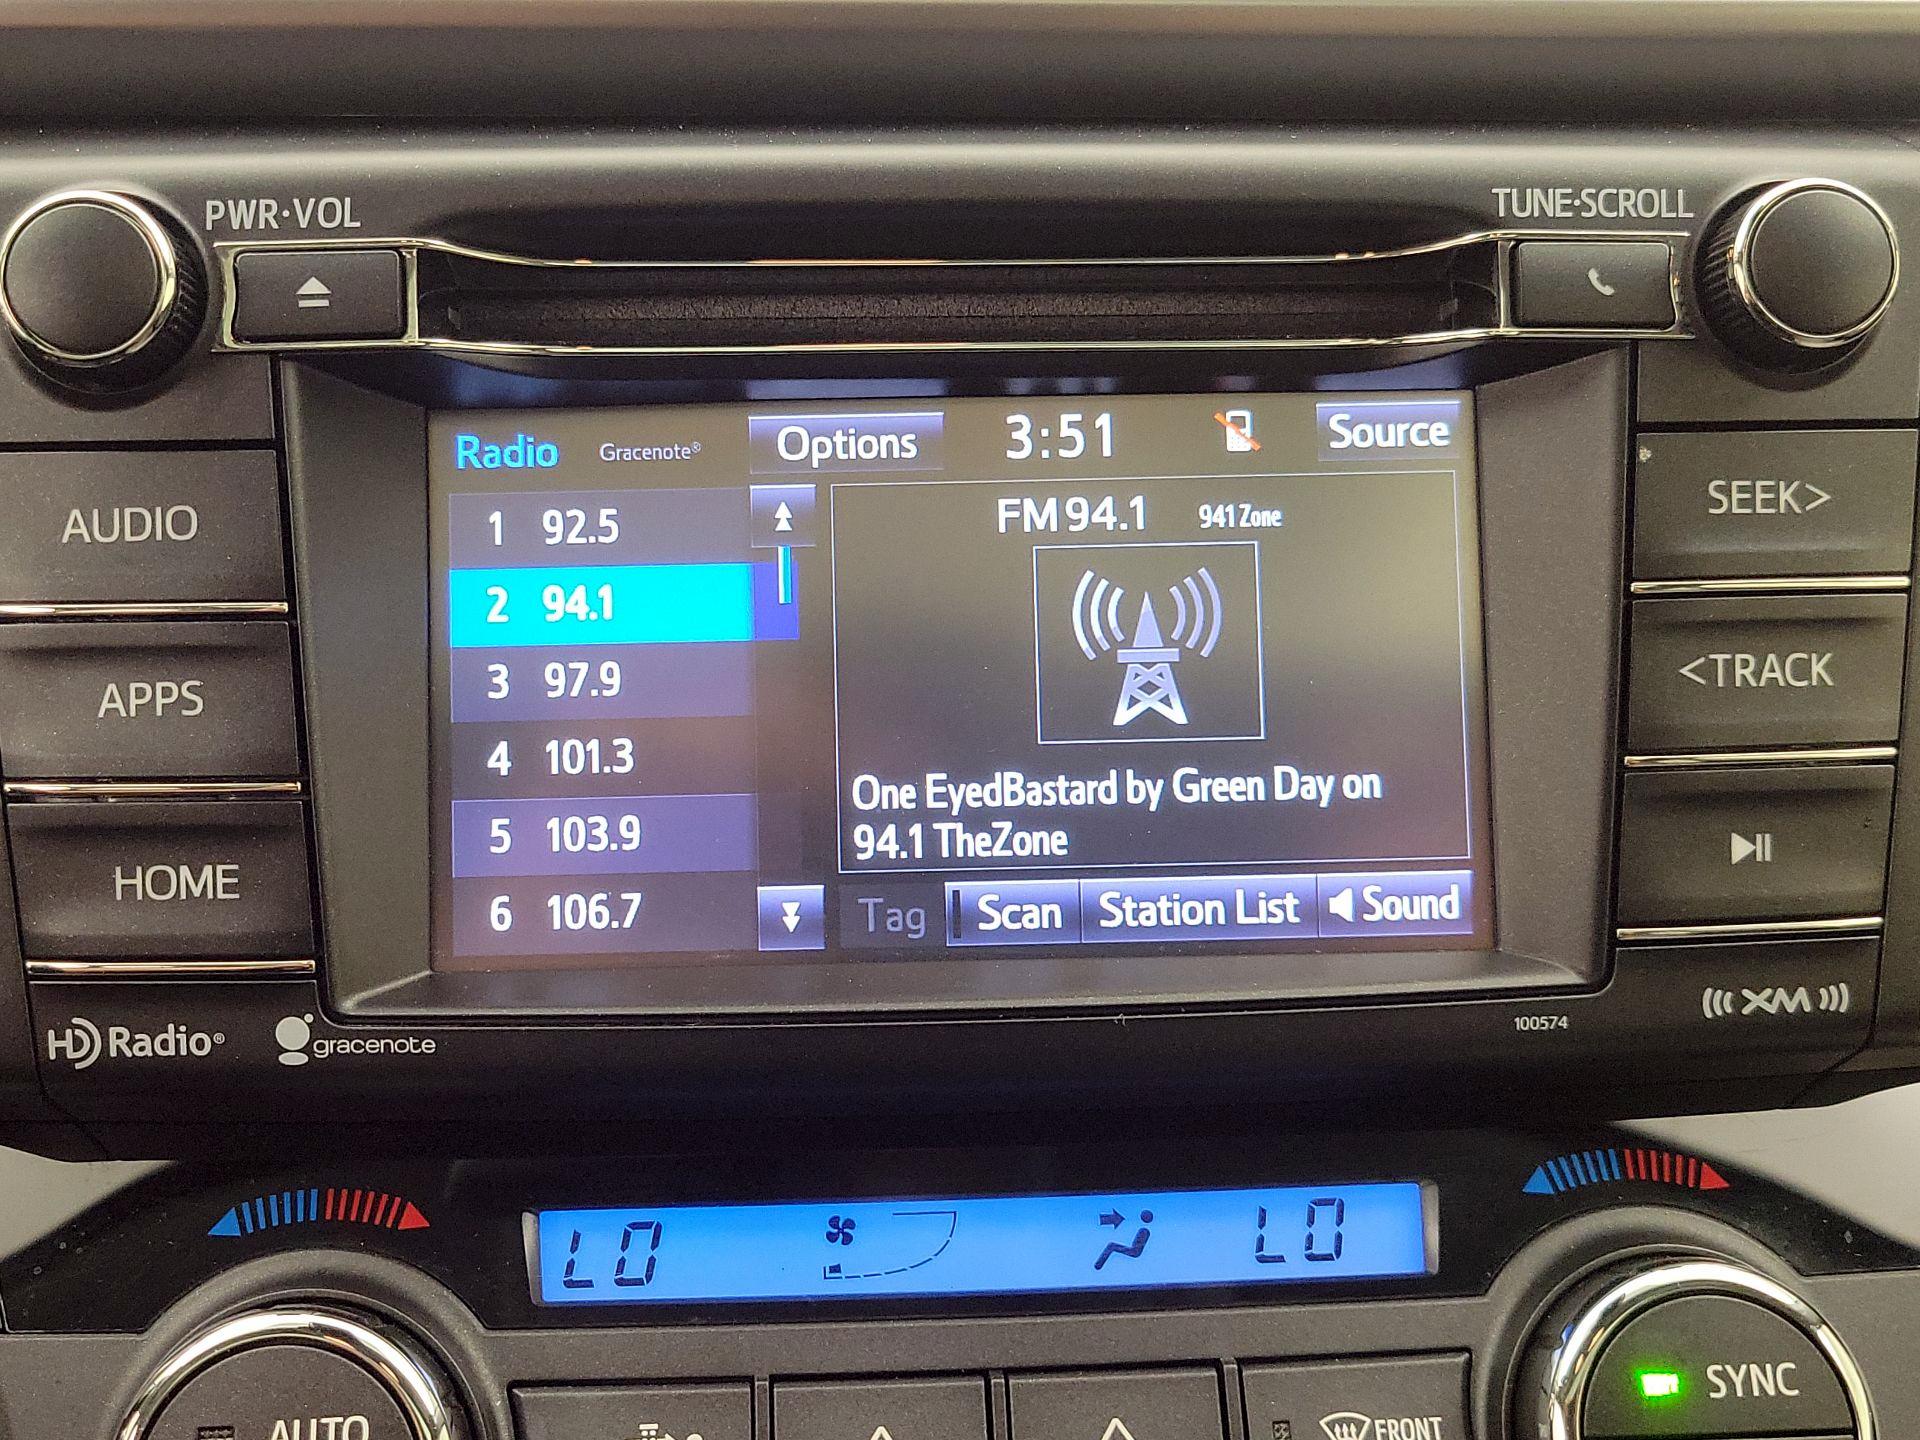 PWR·VOL
TUNE·SCROLL
AUDIO
APPS
HOME
Radio
Gracenote®
Options
3:51
Source
1 92.5
2 94.1
3 97.9
4 101.3
5 103.9
6 106.7
FM 94.1 941 Zone
One EyedBastard by Green Day on
94.1 TheZone
Tag
Scan
Station List
Sound
SEEK>
<TRACK
HD Radio®
gracenote
100574
((( XM )))
LO
LO
AUTO
FRONT
SYNC